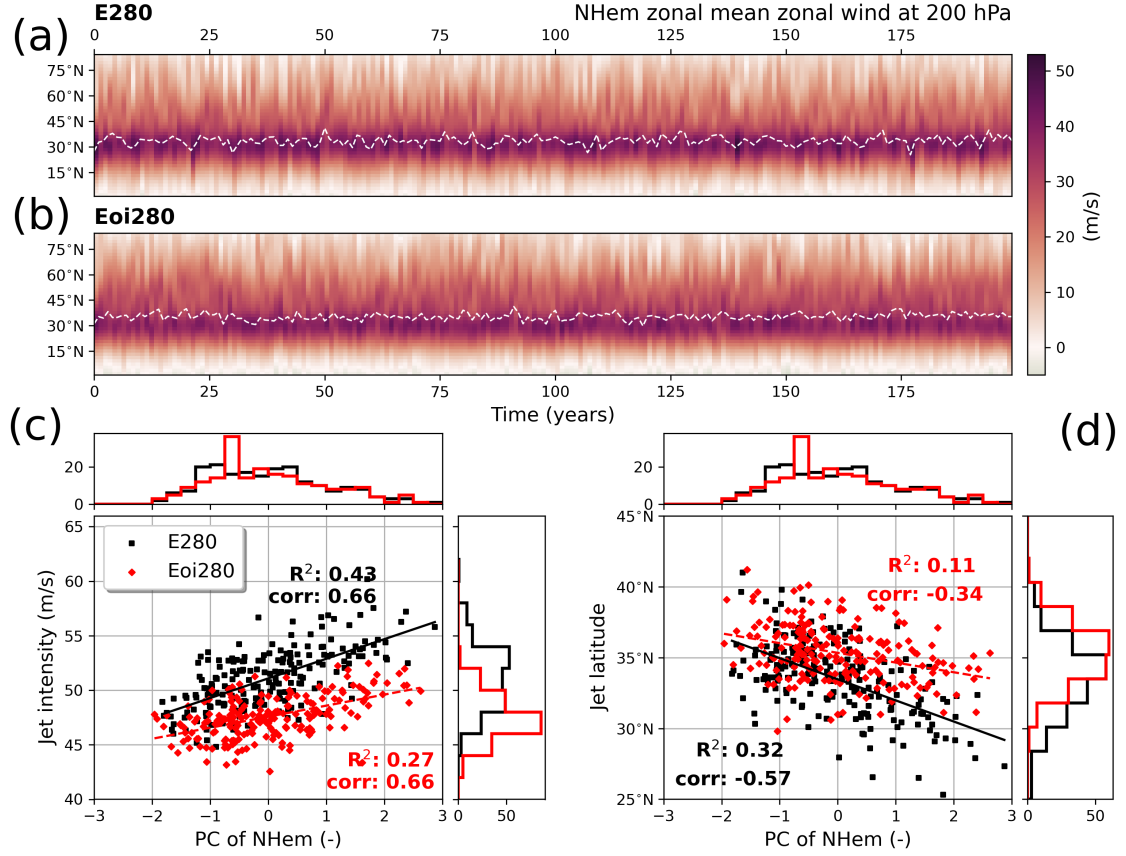 E280
NHem zonal mean zonal wind at 200 hPa
(a)
0 25 50 75 100 125 150 175
75°N
60°N
45°N
30°N
15°N
(b)
Eoi280
75°N
60°N
45°N
30°N
15°N
0 25 50 75 100 125 150 175
Time (years)
50
40
30
20
10
0
(m/s)
(c)
20
0
65
60
55
50
45
40
Jet intensity (m/s)
E280
Eoi280
R²: 0.43
corr: 0.66
R²: 0.27
corr: 0.66
−3 −2 −1 0 1 2 3
PC of NHem (-)
0 50
(d)
20
0
45°N
40°N
35°N
30°N
25°N
Jet latitude
R²: 0.11
corr: -0.34
R²: 0.32
corr: -0.57
−3 −2 −1 0 1 2 3
PC of NHem (-)
0 50